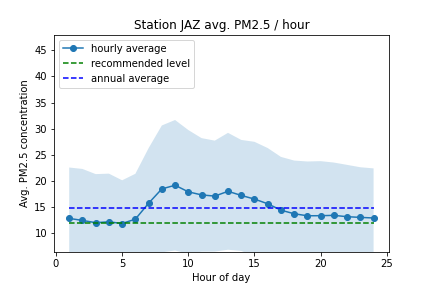 Station JAZ avg. PM2.5 / hour
hourly average
recommended level
annual average
Avg. PM2.5 concentration
45
40
35
30
25
20
15
10
0
5
10
15
20
25
Hour of day